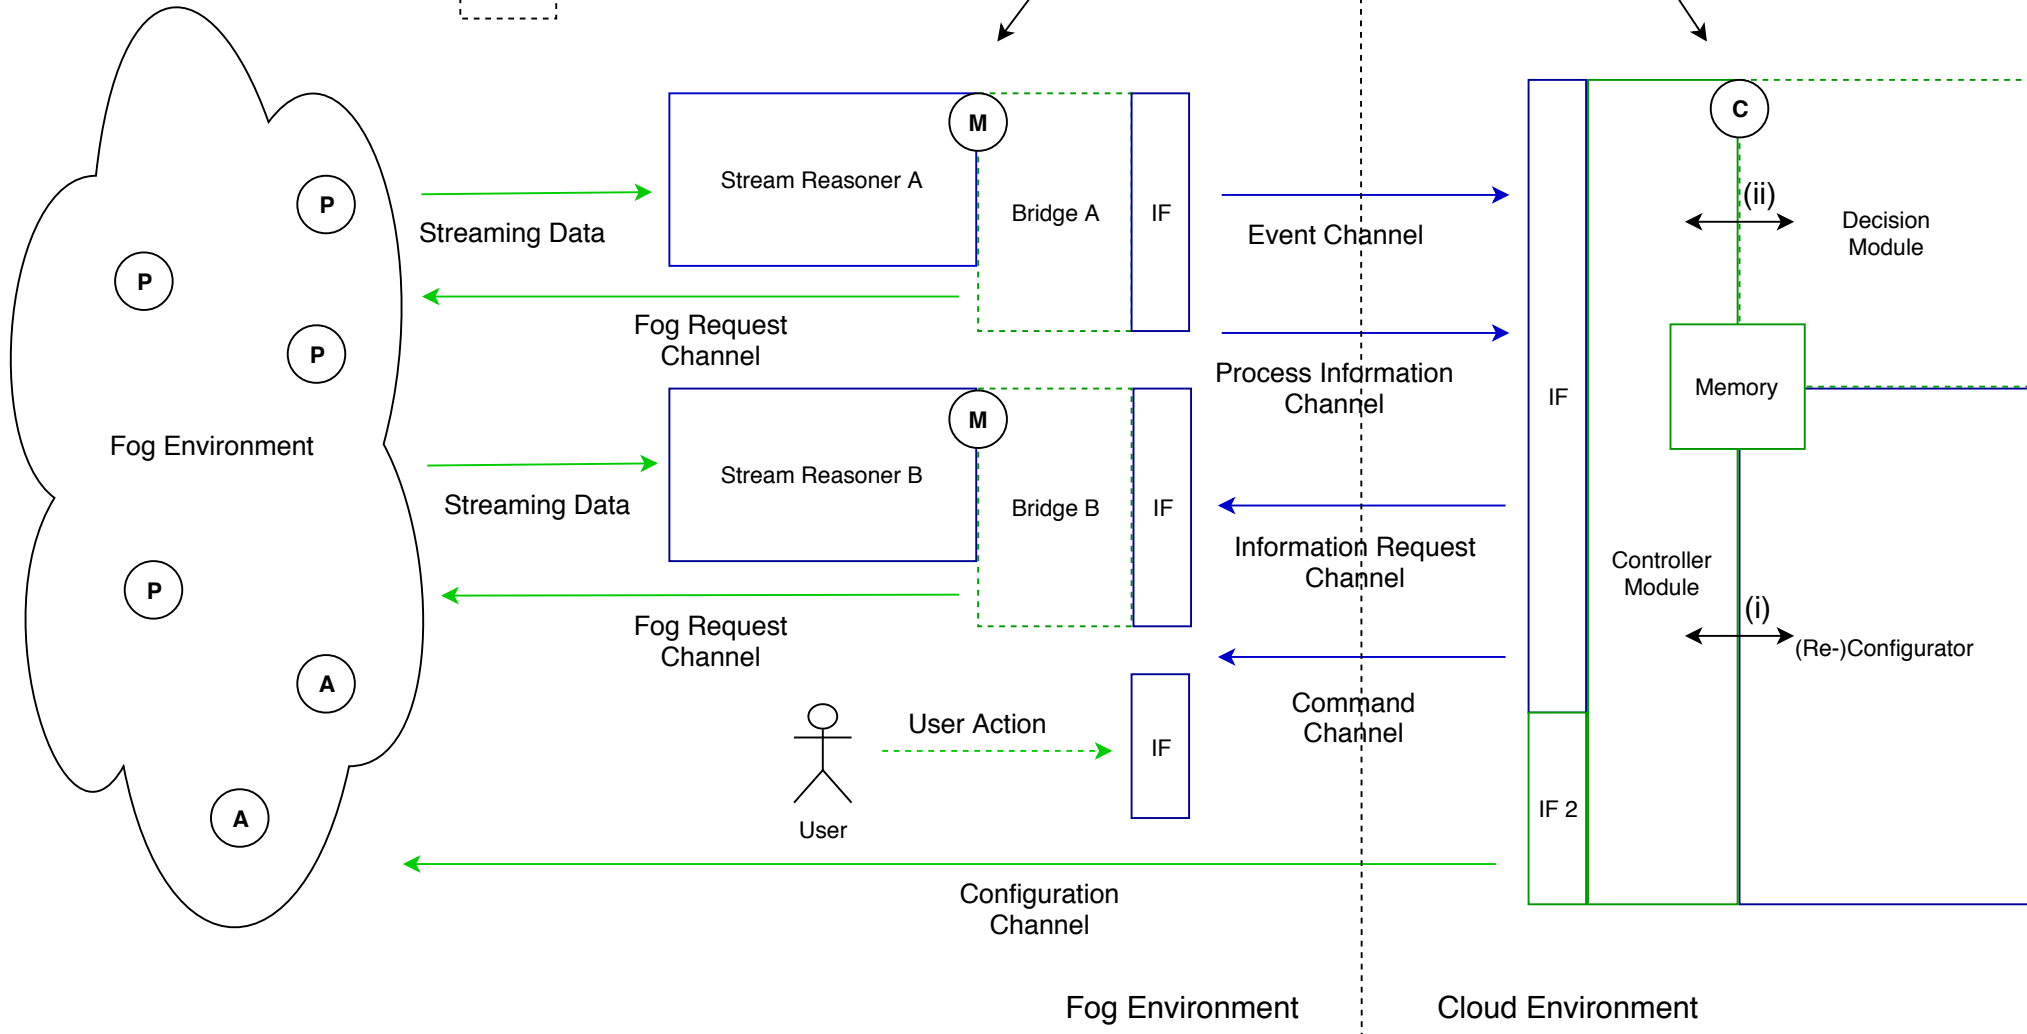 P
P
P
Fog Environment
P
A
A
Streaming Data
Fog Request
Channel
Streaming Data
Fog Request
Channel
Stream Reasoner A
M
Bridge A
IF
Stream Reasoner B
M
Bridge B
IF
User Action
User
IF
Event Channel
Process Information
Channel
Information Request
Channel
Command
Channel
Configuration
Channel
IF
IF 2
C
(ii)
Decision
Module
Memory
Controller
Module
(i)
(Re-)Configurator
Fog Environment
Cloud Environment